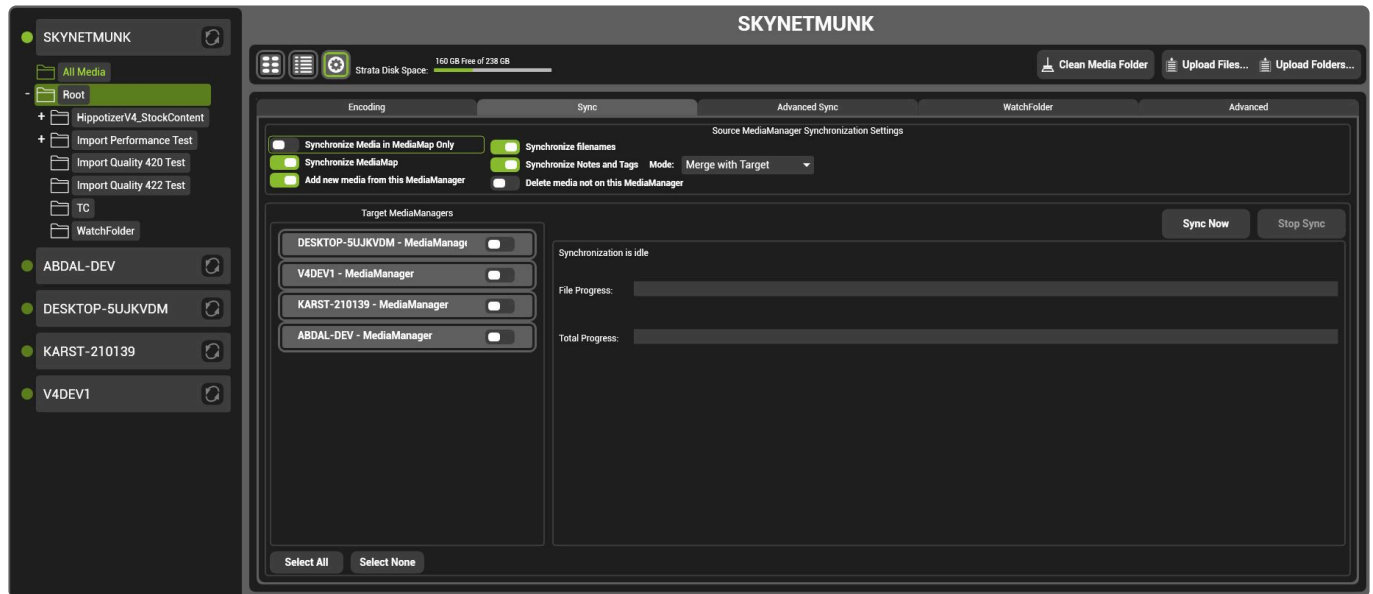 SKYNETMUNK
All Media
- Root
+ HippotizerV4_StockContent
+ Import Performance Test
Import Quality 420 Test
Import Quality 422 Test
TC
WatchFolder
ABDAL-DEV
DESKTOP-5UJKVDM
KARST-210139
V4DEV1
SKYNETMUNK
Strata Disk Space: 160 GB Free of 238 GB
Clean Media Folder Upload Files... Upload Folders...
Encoding Sync Advanced Sync WatchFolder Advanced
Source MediaManager Synchronization Settings
Synchronize Media in MediaMap Only Synchronize filenames
Synchronize MediaMap Synchronize Notes and Tags Mode: Merge with Target
Add new media from this MediaManager Delete media not on this MediaManager
Target MediaManagers
Sync Now Stop Sync
DESKTOP-5UJKVDM - MediaManage
V4DEV1 - MediaManager
KARST-210139 - MediaManager
ABDAL-DEV - MediaManager
Synchronization is idle
File Progress:
Total Progress:
Select All Select None